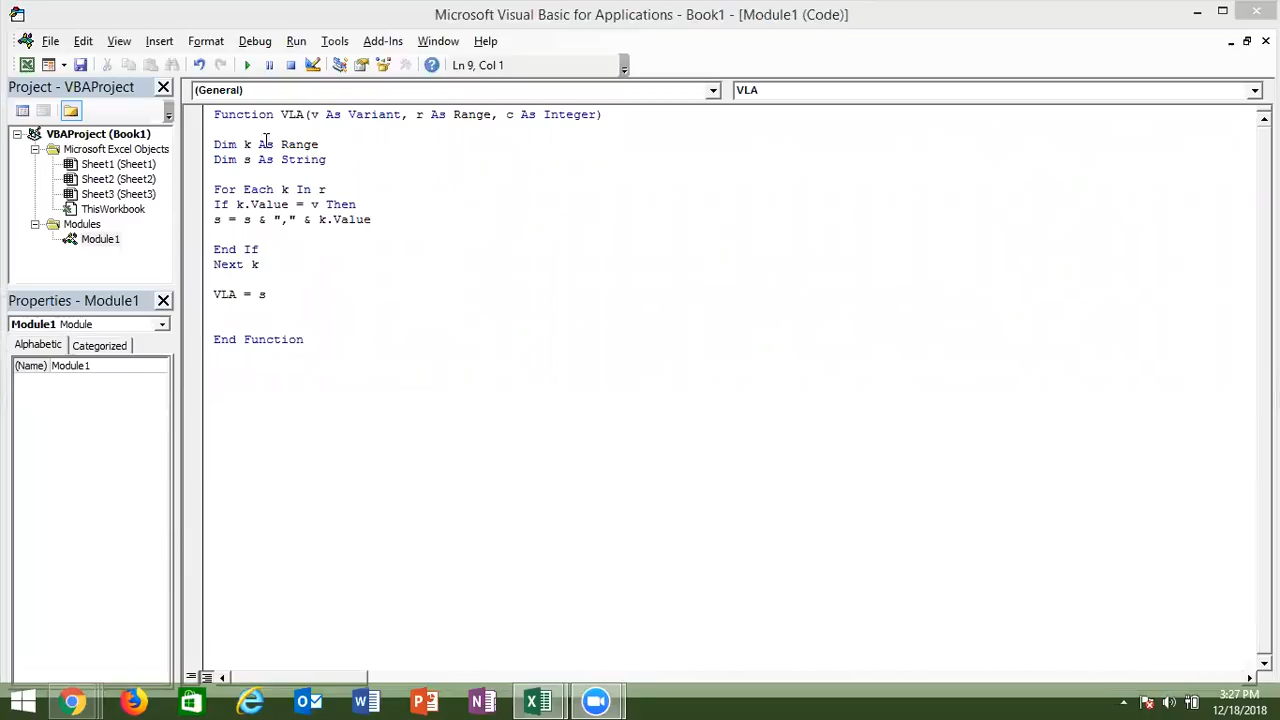 Microsoft Visual Basic for Applications - Book1 - [Module1 (Code)]
File Edit View Insert Format Debug Run Tools Add-Ins Window Help
Ln 9, Col 1
Project - VBAProject
(General)
VLA
VBAProject (Book1)
Microsoft Excel Objects
Sheet1 (Sheet1)
Sheet2 (Sheet2)
Sheet3 (Sheet3)
ThisWorkbook
Modules
Module1
Properties - Module1
Module1 Module
Alphabetic Categorized
(Name) Module1
Function VLA(v As Variant, r As Range, c As Integer)
Dim k As Range
Dim s As String
For Each k In r
If k.Value = v Then
s = s & "," & k.Value
End If
Next k
VLA = s
End Function
3:27 PM
12/18/2018